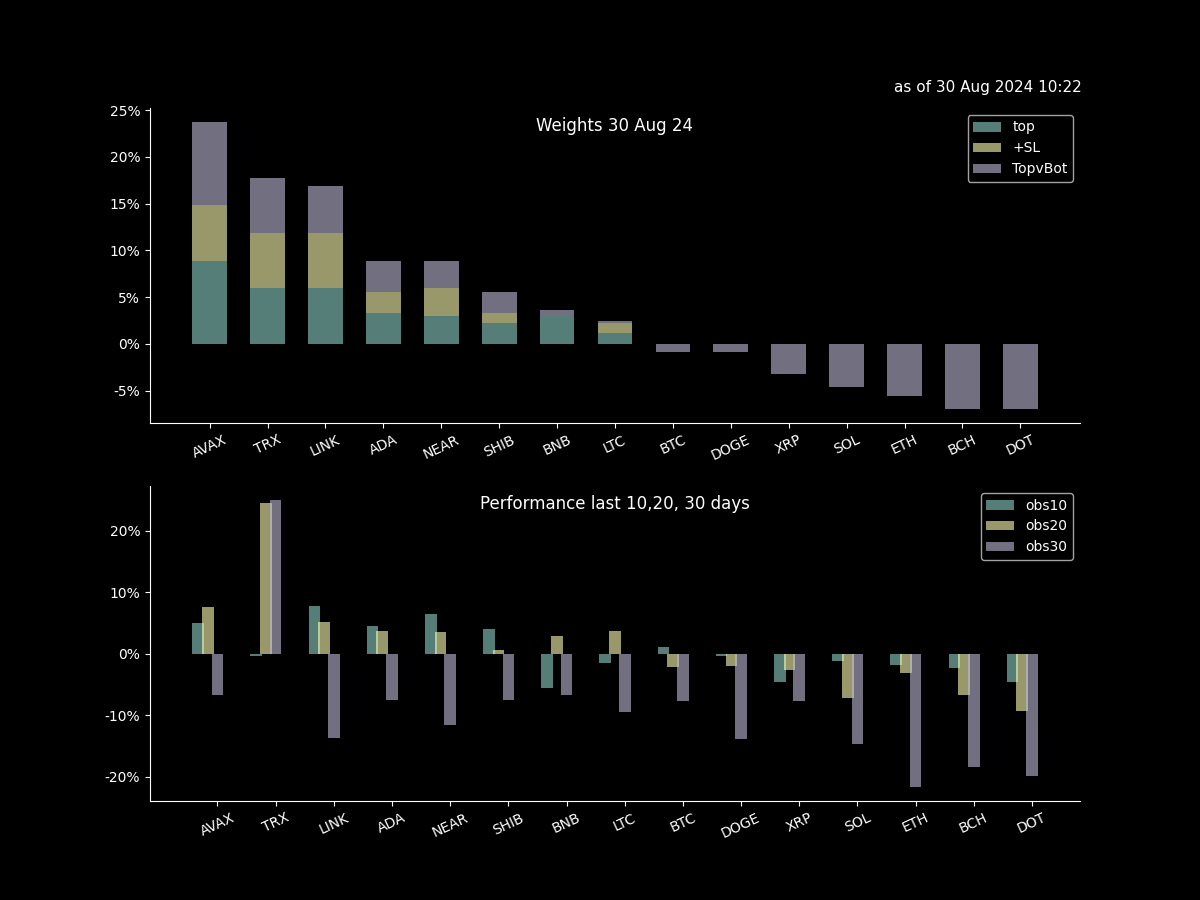 as of 30 Aug 2024 10:22
Weights 30 Aug 24
top
+SL
TopvBot
25%
20%
15%
10%
5%
0%
-5%
AVAX TRX LINK ADA NEAR SHIB BNB LTC BTC DOGE XRP SOL ETH BCH DOT
Performance last 10,20, 30 days
obs10
obs20
obs30
20%
10%
0%
-10%
-20%
AVAX TRX LINK ADA NEAR SHIB BNB LTC BTC DOGE XRP SOL ETH BCH DOT